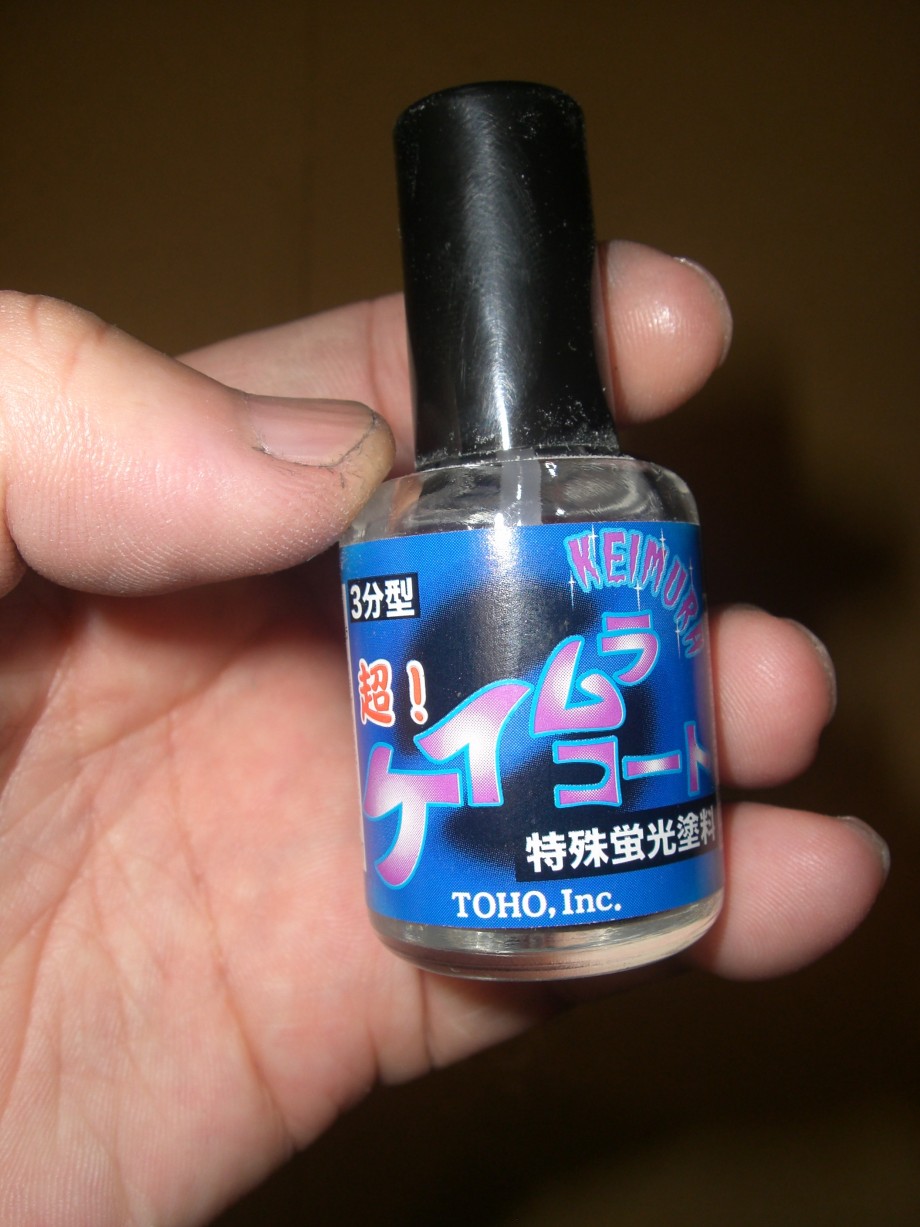 KEIMURA
3分型
超!
ケイムラ
コート
特殊蛍光塗料
TOHO, Inc.